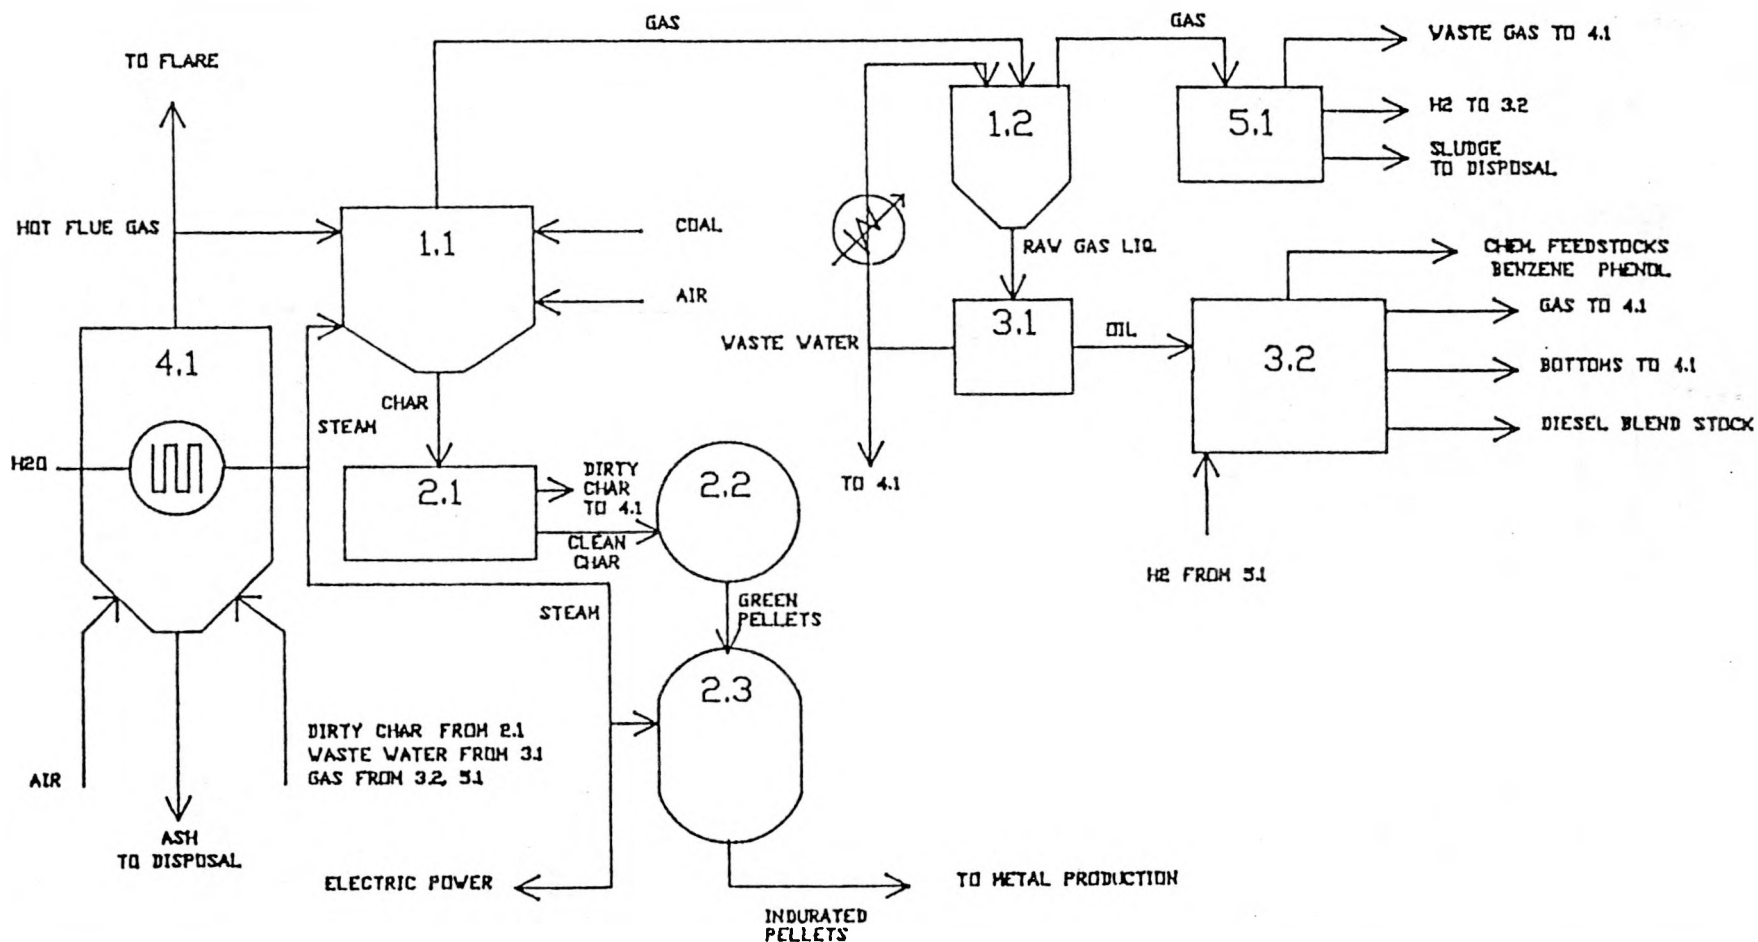 GAS
GAS
WASTE GAS TO 4.1
TO FLARE
H2 TO 3.2
1.2
5.1
SLUDGE
TO DISPOSAL
HOT FLUE GAS
COAL
1.1
RAW GAS LIQ.
CHEM. FEEDSTOCKS
BENZENE PHENOL
AIR
GAS TO 4.1
3.1
OIL
WASTE WATER
4.1
3.2
BOTTOMS TO 4.1
CHAR
STEAM
DIESEL BLEND STOCK
H2O
DIRTY
CHAR
TO 4.1
2.1
2.2
TO 4.1
CLEAN
CHAR
H2 FROM 5.1
STEAM
GREEN
PELLETS
2.3
DIRTY CHAR FROM 2.1
WASTE WATER FROM 3.1
GAS FROM 3.2, 5.1
AIR
ASH
TO DISPOSAL
ELECTRIC POWER
TO METAL PRODUCTION
INDURATED
PELLETS